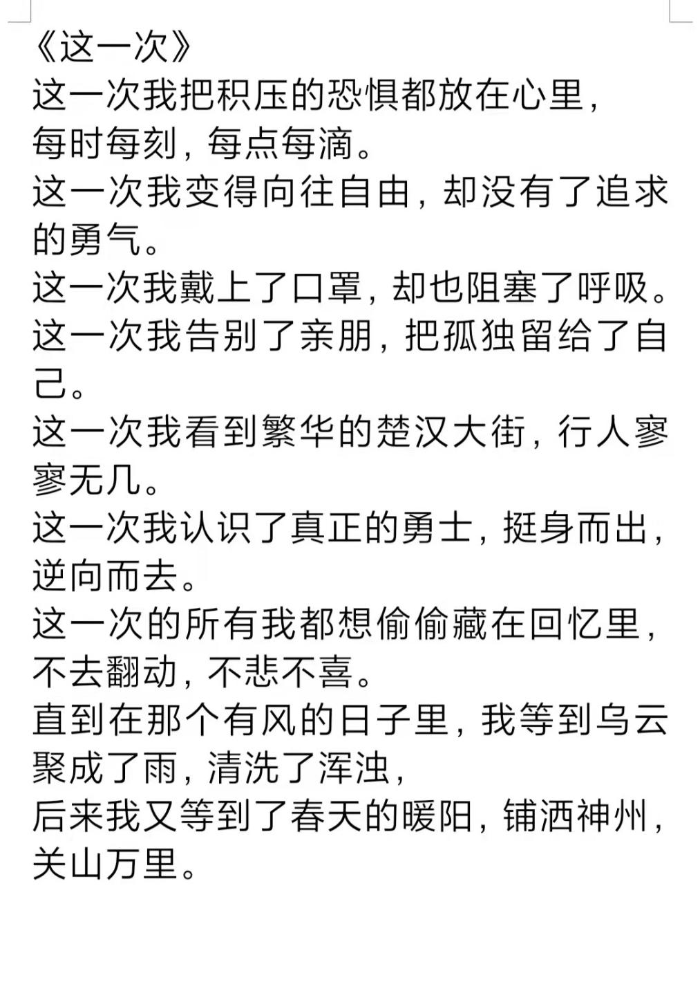 《这一次》
这一次我把积压的恐惧都放在心里，
每时每刻，每点每滴。
这一次我变得向往自由，却没有了追求
的勇气。
这一次我戴上了口罩，却也阻塞了呼吸。
这一次我告别了亲朋，把孤独留给了自
己。
这一次我看到繁华的楚汉大街，行人寥
寥无几。
这一次我认识了真正的勇士，挺身而出，
逆向而去。
这一次的所有我都想偷偷藏在回忆里，
不去翻动，不悲不喜。
直到在那个有风的日子里，我等到乌云
聚成了雨，清洗了浑浊，
后来我又等到了春天的暖阳，铺洒神州，
关山万里。